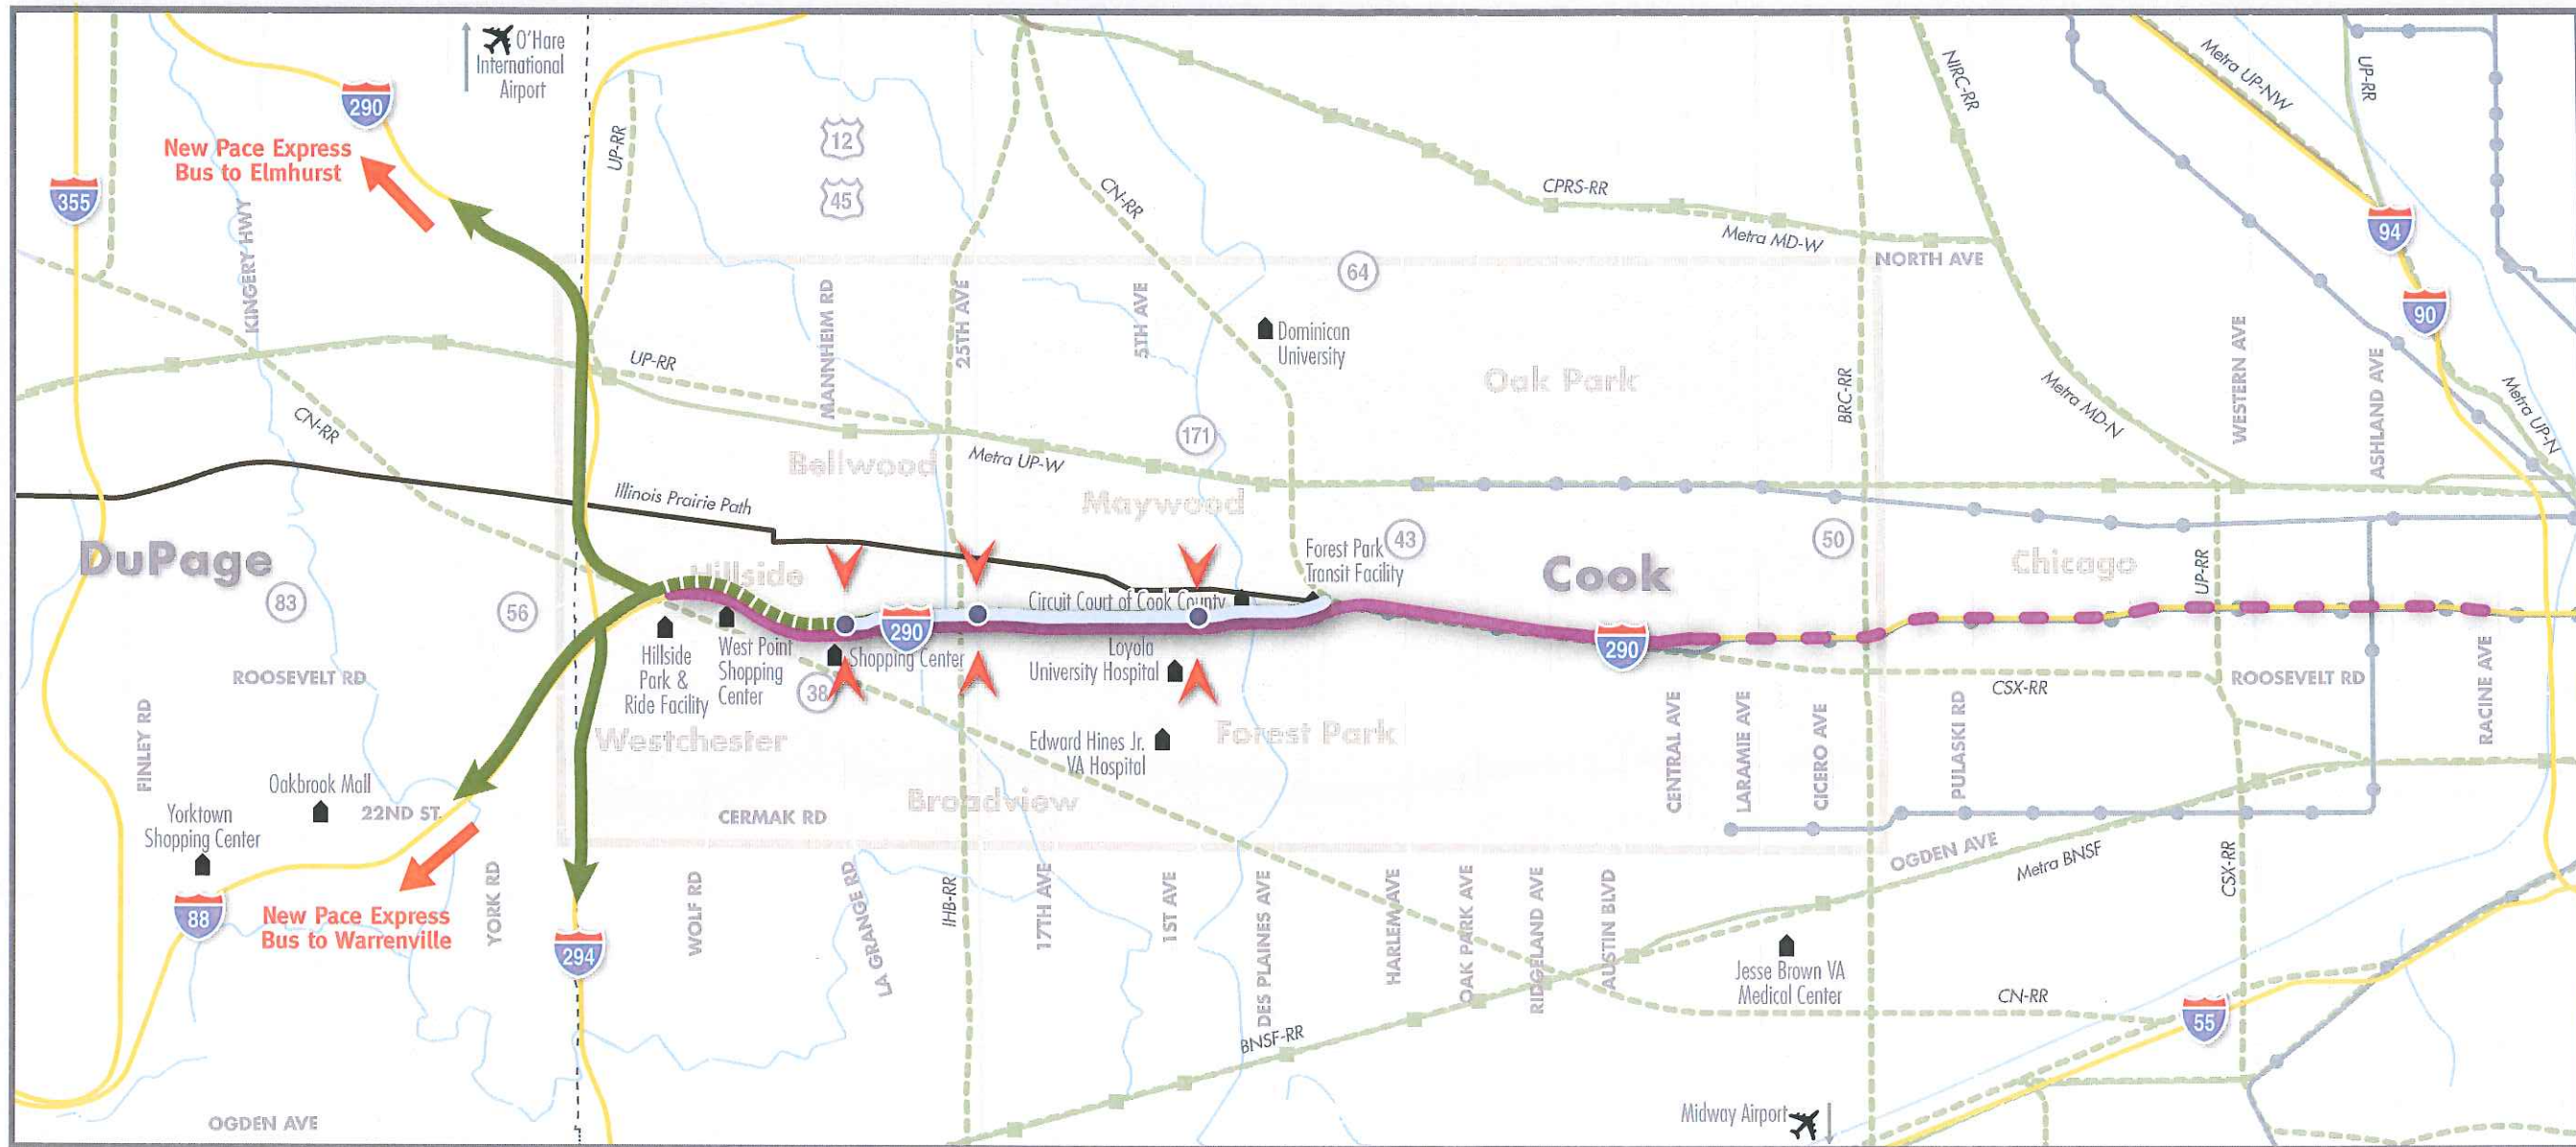 O'Hare
International
Airport
290
New Pace Express
Bus to Elmhurst
355
KINGERY HWY
UP-RR
12
45
CN-RR
CPRS-RR
Metra MD-W
NORTH AVE
NIRC-RR
Metra UP-NW
UP-RR
94
90
64
MANNHEIM RD
25TH AVE
5TH AVE
Dominican
University
Oak Park
BRC-RR
Metra MD-N
WESTERN AVE
ASHLAND AVE
Metra UP-N
UP-RR
CN-RR
171
Bellwood
Metra UP-W
Maywood
Illinois Prairie Path
DuPage
83
56
Hillside
Forest Park
Transit Facility
43
Cook
50
Chicago
UP-RR
Circuit Court of Cook County
290
290
Hillside
Park &
Ride Facility
West Point
Shopping
Center
Shopping Center
38
Loyola
University Hospital
ROOSEVELT RD
CSX-RR
ROOSEVELT RD
RACINE AVE
FINLEY RD
Westchester
Edward Hines Jr.
VA Hospital
Forest Park
CENTRAL AVE
LARAMIE AVE
CICERO AVE
PULASKI RD
Oakbrook Mall
22ND ST.
Yorktown
Shopping Center
CERMAK RD
Broadview
OGDEN AVE
Metra BNSF
CSX-RR
88
New Pace Express
Bus to Warrenville
YORK RD
294
WOLF RD
LA GRANGE RD
IHB-RR
17TH AVE
1ST AVE
DES PLAINES AVE
HARLEM AVE
OAK PARK AVE
RIDGELAND AVE
AUSTIN BLVD
Jesse Brown VA
Medical Center
CN-RR
55
BNSF-RR
OGDEN AVE
Midway Airport